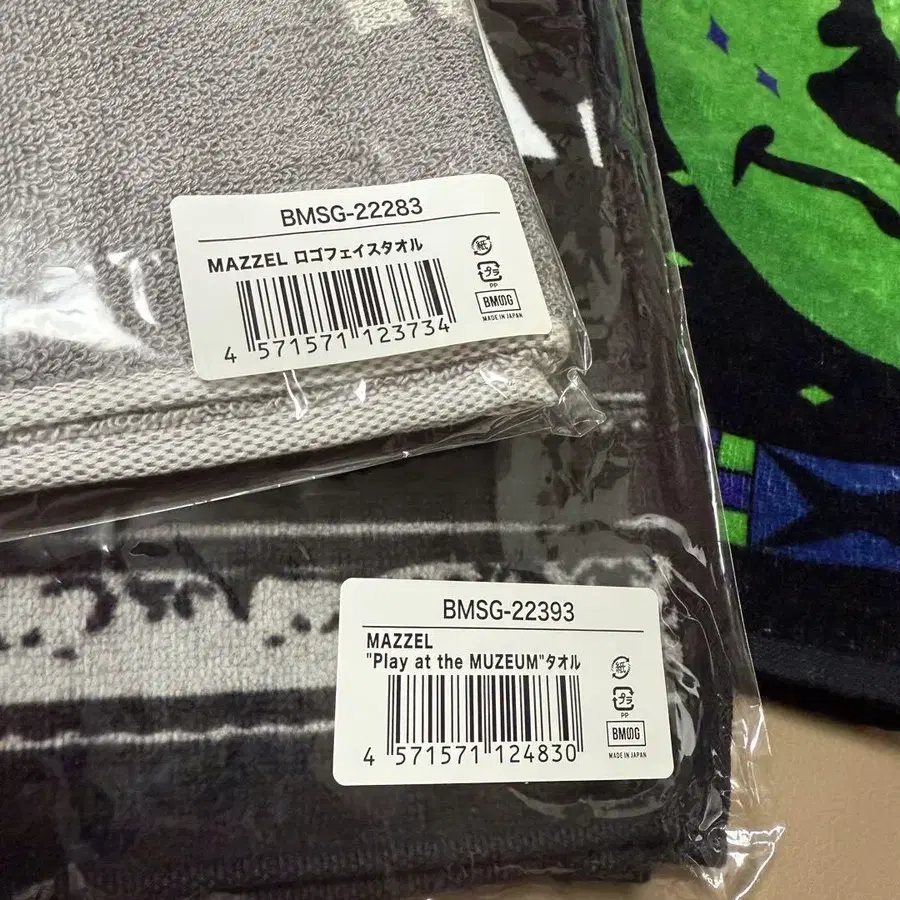 BMSG-22283
MAZZEL ロゴフェイスタオル
紙
プラ
PP
BMSG
MADE IN JAPAN
4 571571 123734
BMSG-22393
MAZZEL
"Play at the MUZEUM"タオル
紙
プラ
PP
BMSG
MADE IN JAPAN
4 571571 124830